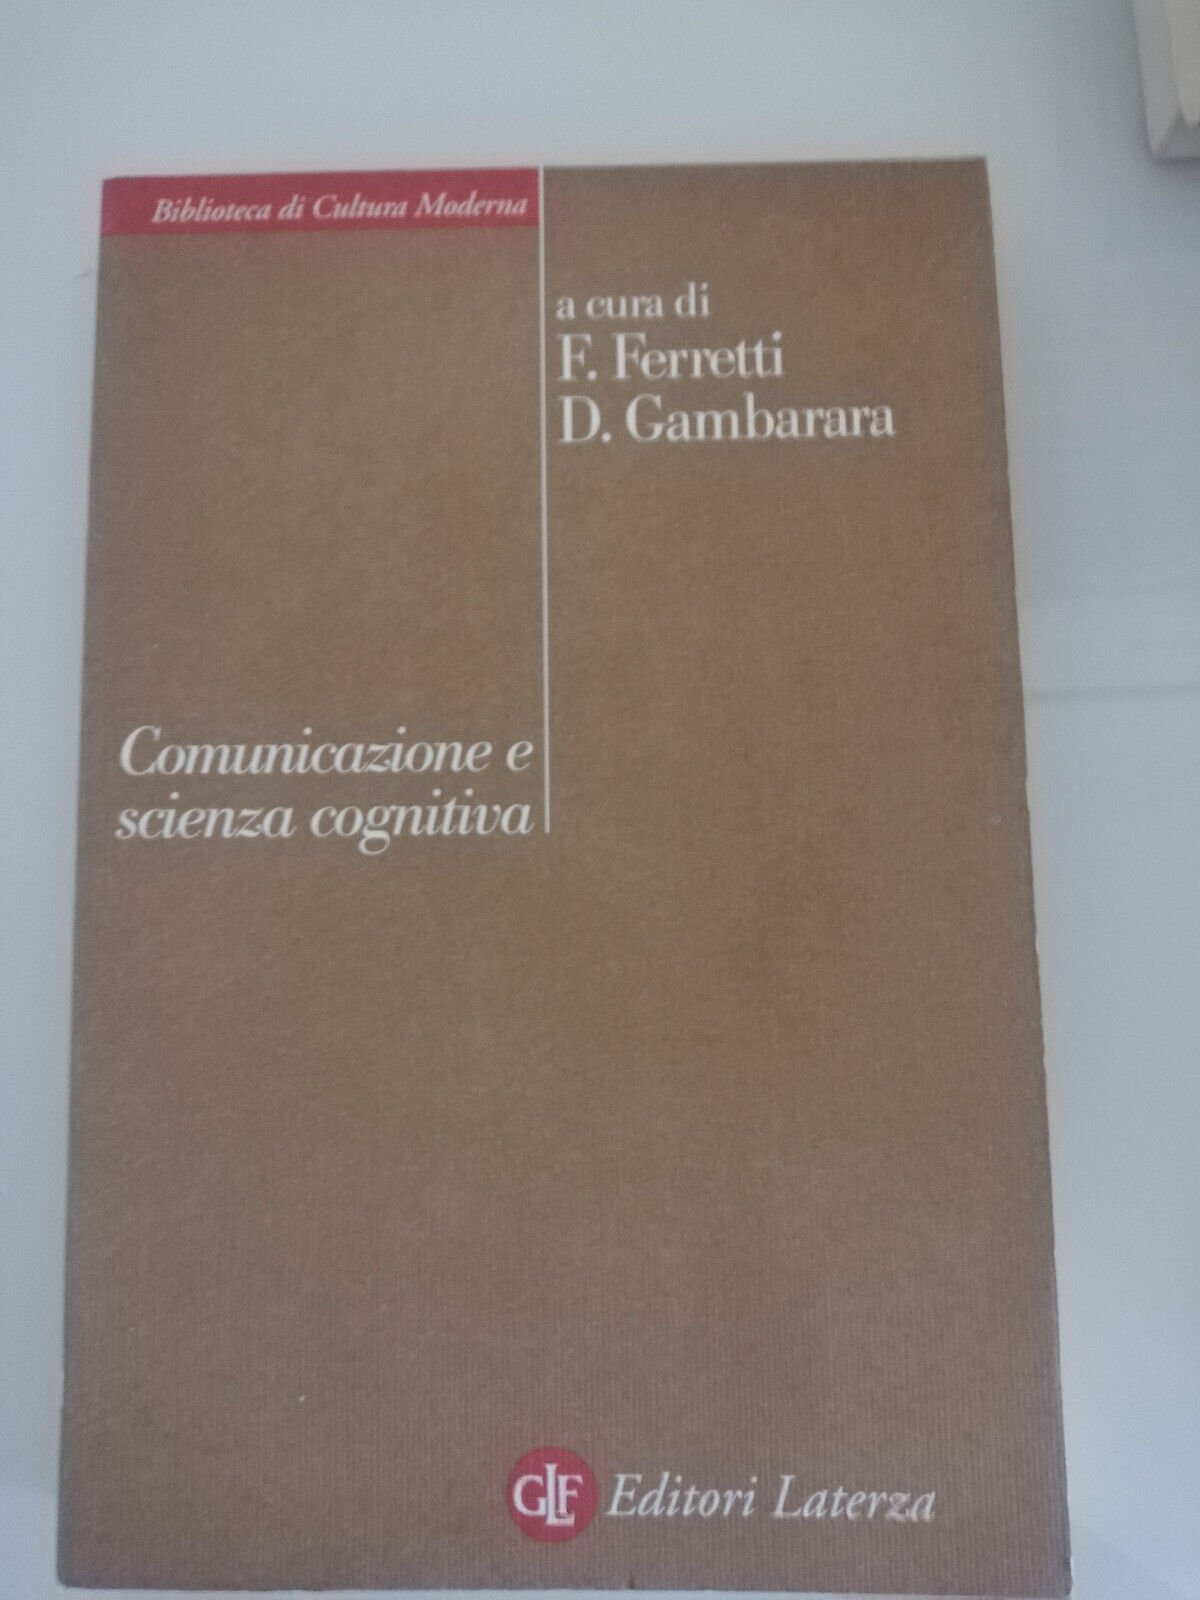 Biblioteca di Cultura Moderna
a cura di
F. Ferretti
D. Gambarara
Comunicazione e
scienza cognitiva
GLF Editori Laterza